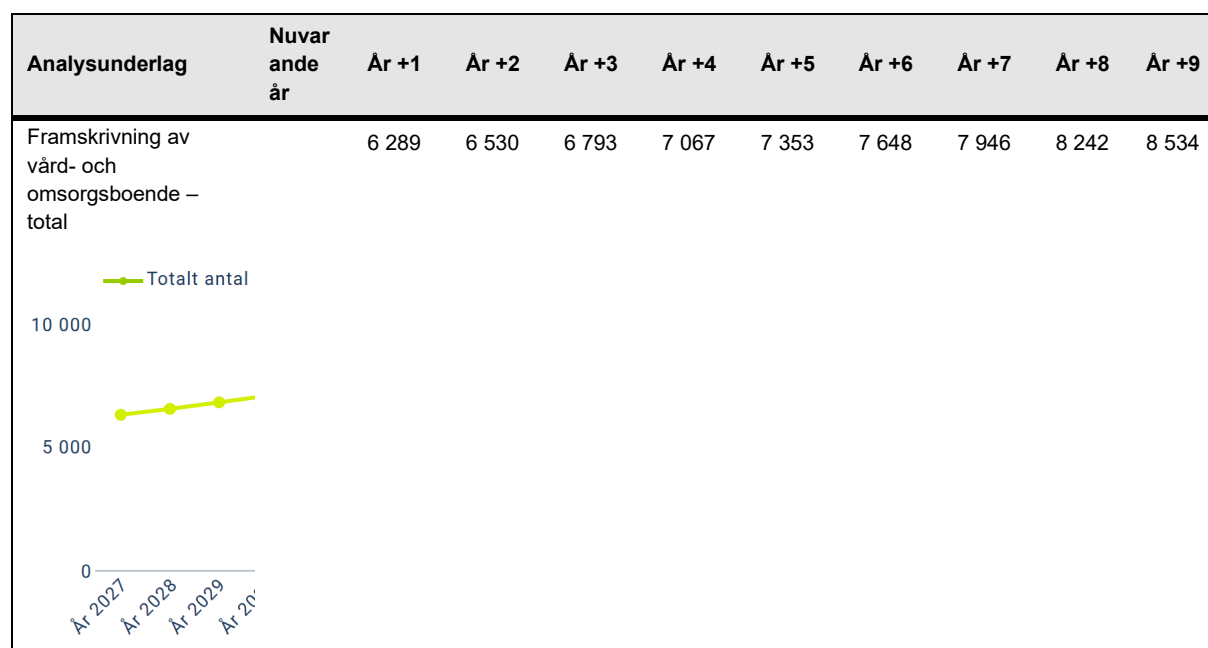 Analysunderlag Nuvar ande år År +1 År +2 År +3 År +4 År +5 År +6 År +7 År +8 År +9
Framskrivning av 6 289 6 530 6 793 7 067 7 353 7 648 7 946 8 242 8 534
vård- och
omsorgsboende –
total
Totalt antal
10 000
5 000
0
År 2027 År 2028 År 2029 År 20